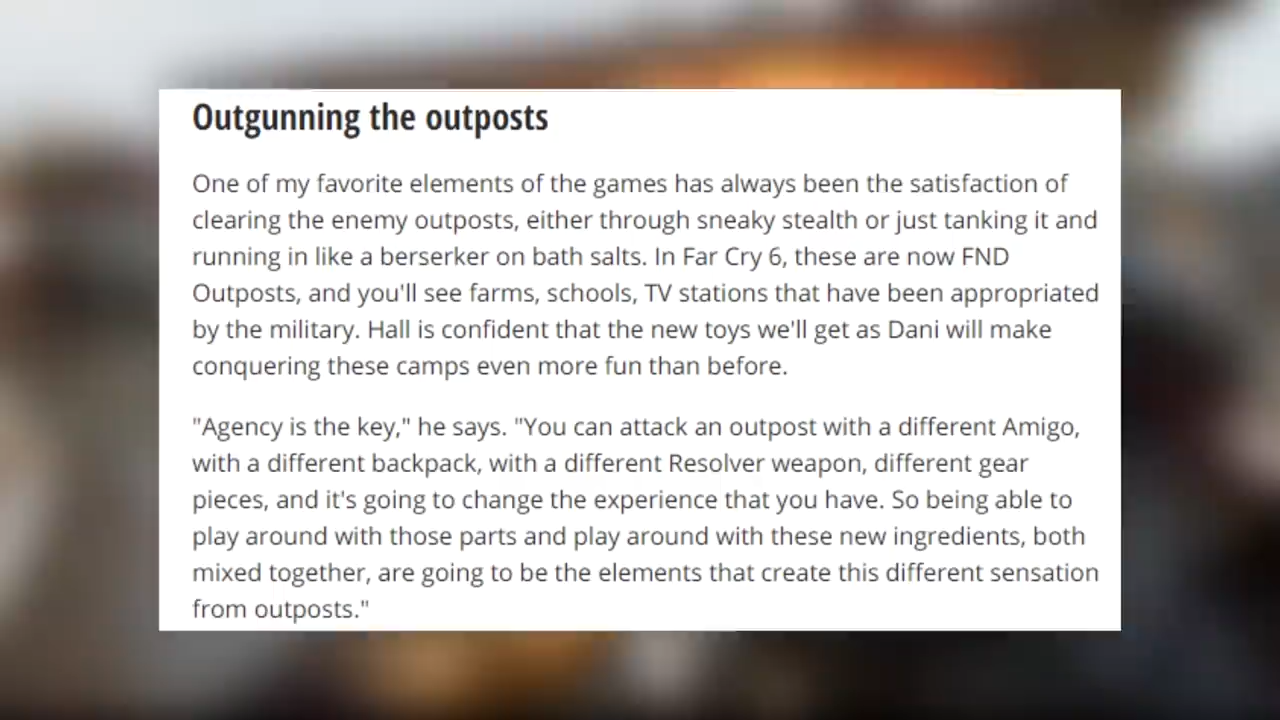 Outgunning the outposts
One of my favorite elements of the games has always been the satisfaction of
clearing the enemy outposts, either through sneaky stealth or just tanking it and
running in like a berserker on bath salts. In Far Cry 6, these are now FND
Outposts, and you'll see farms, schools, TV stations that have been appropriated
by the military. Hall is confident that the new toys we'll get as Dani will make
conquering these camps even more fun than before.
"Agency is the key," he says. "You can attack an outpost with a different Amigo,
with a different backpack, with a different Resolver weapon, different gear
pieces, and it's going to change the experience that you have. So being able to
play around with those parts and play around with these new ingredients, both
mixed together, are going to be the elements that create this different sensation
from outposts."